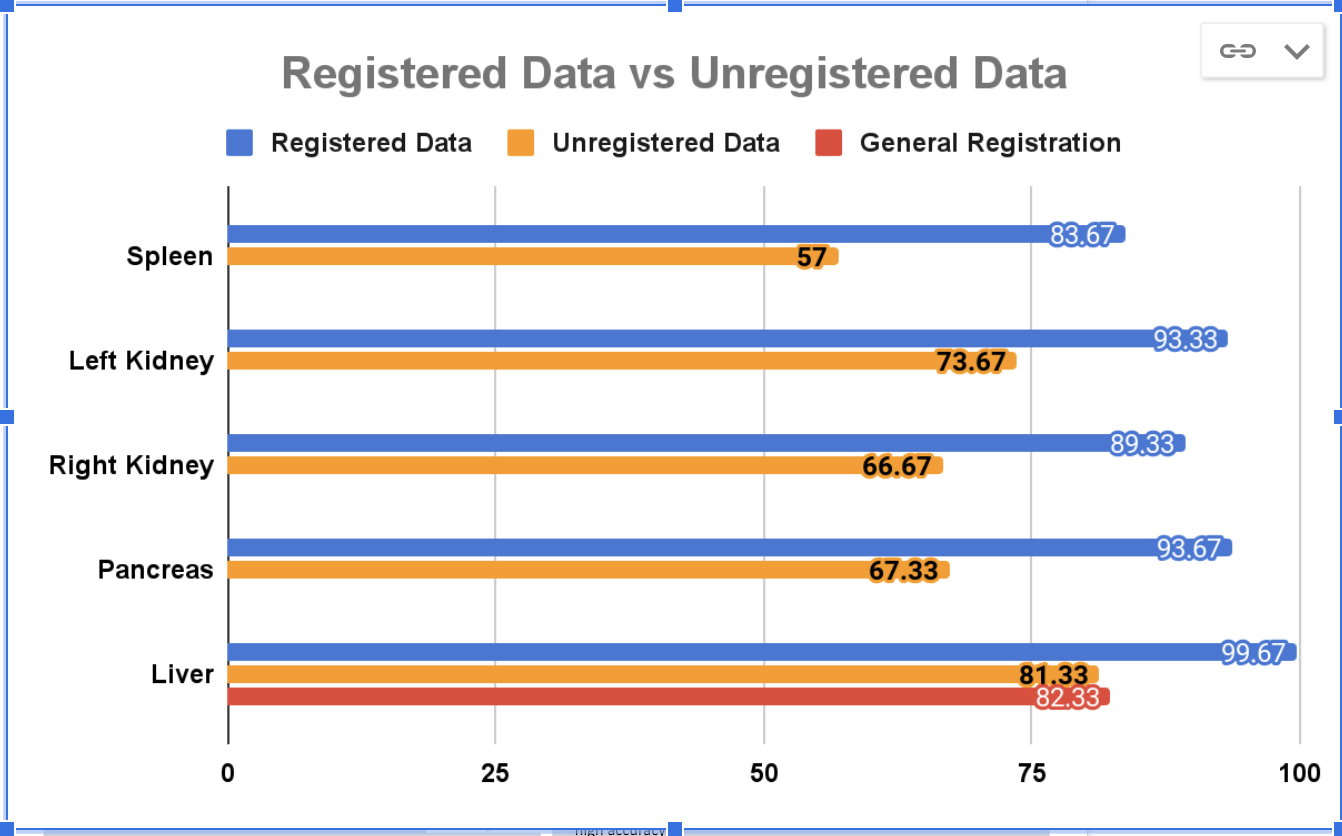 Registered Data vs Unregistered Data
Registered Data Unregistered Data General Registration
Spleen 83.67
57
Left Kidney 93.33
73.67
Right Kidney 89.33
66.67
Pancreas 93.67
67.33
Liver 99.67
81.33
82.33
0 25 50 75 100
high accuracy